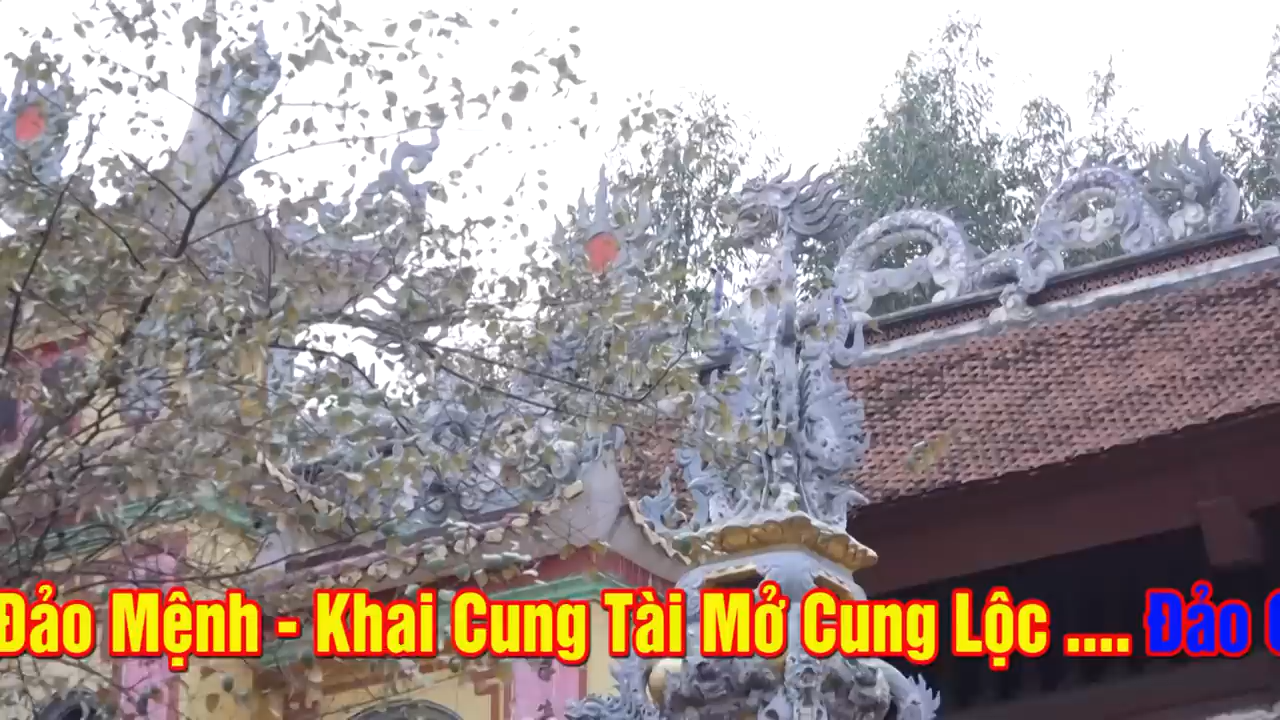 Đảo Mệnh - Khai Cung Tài Mở Cung Lộc .... Đảo